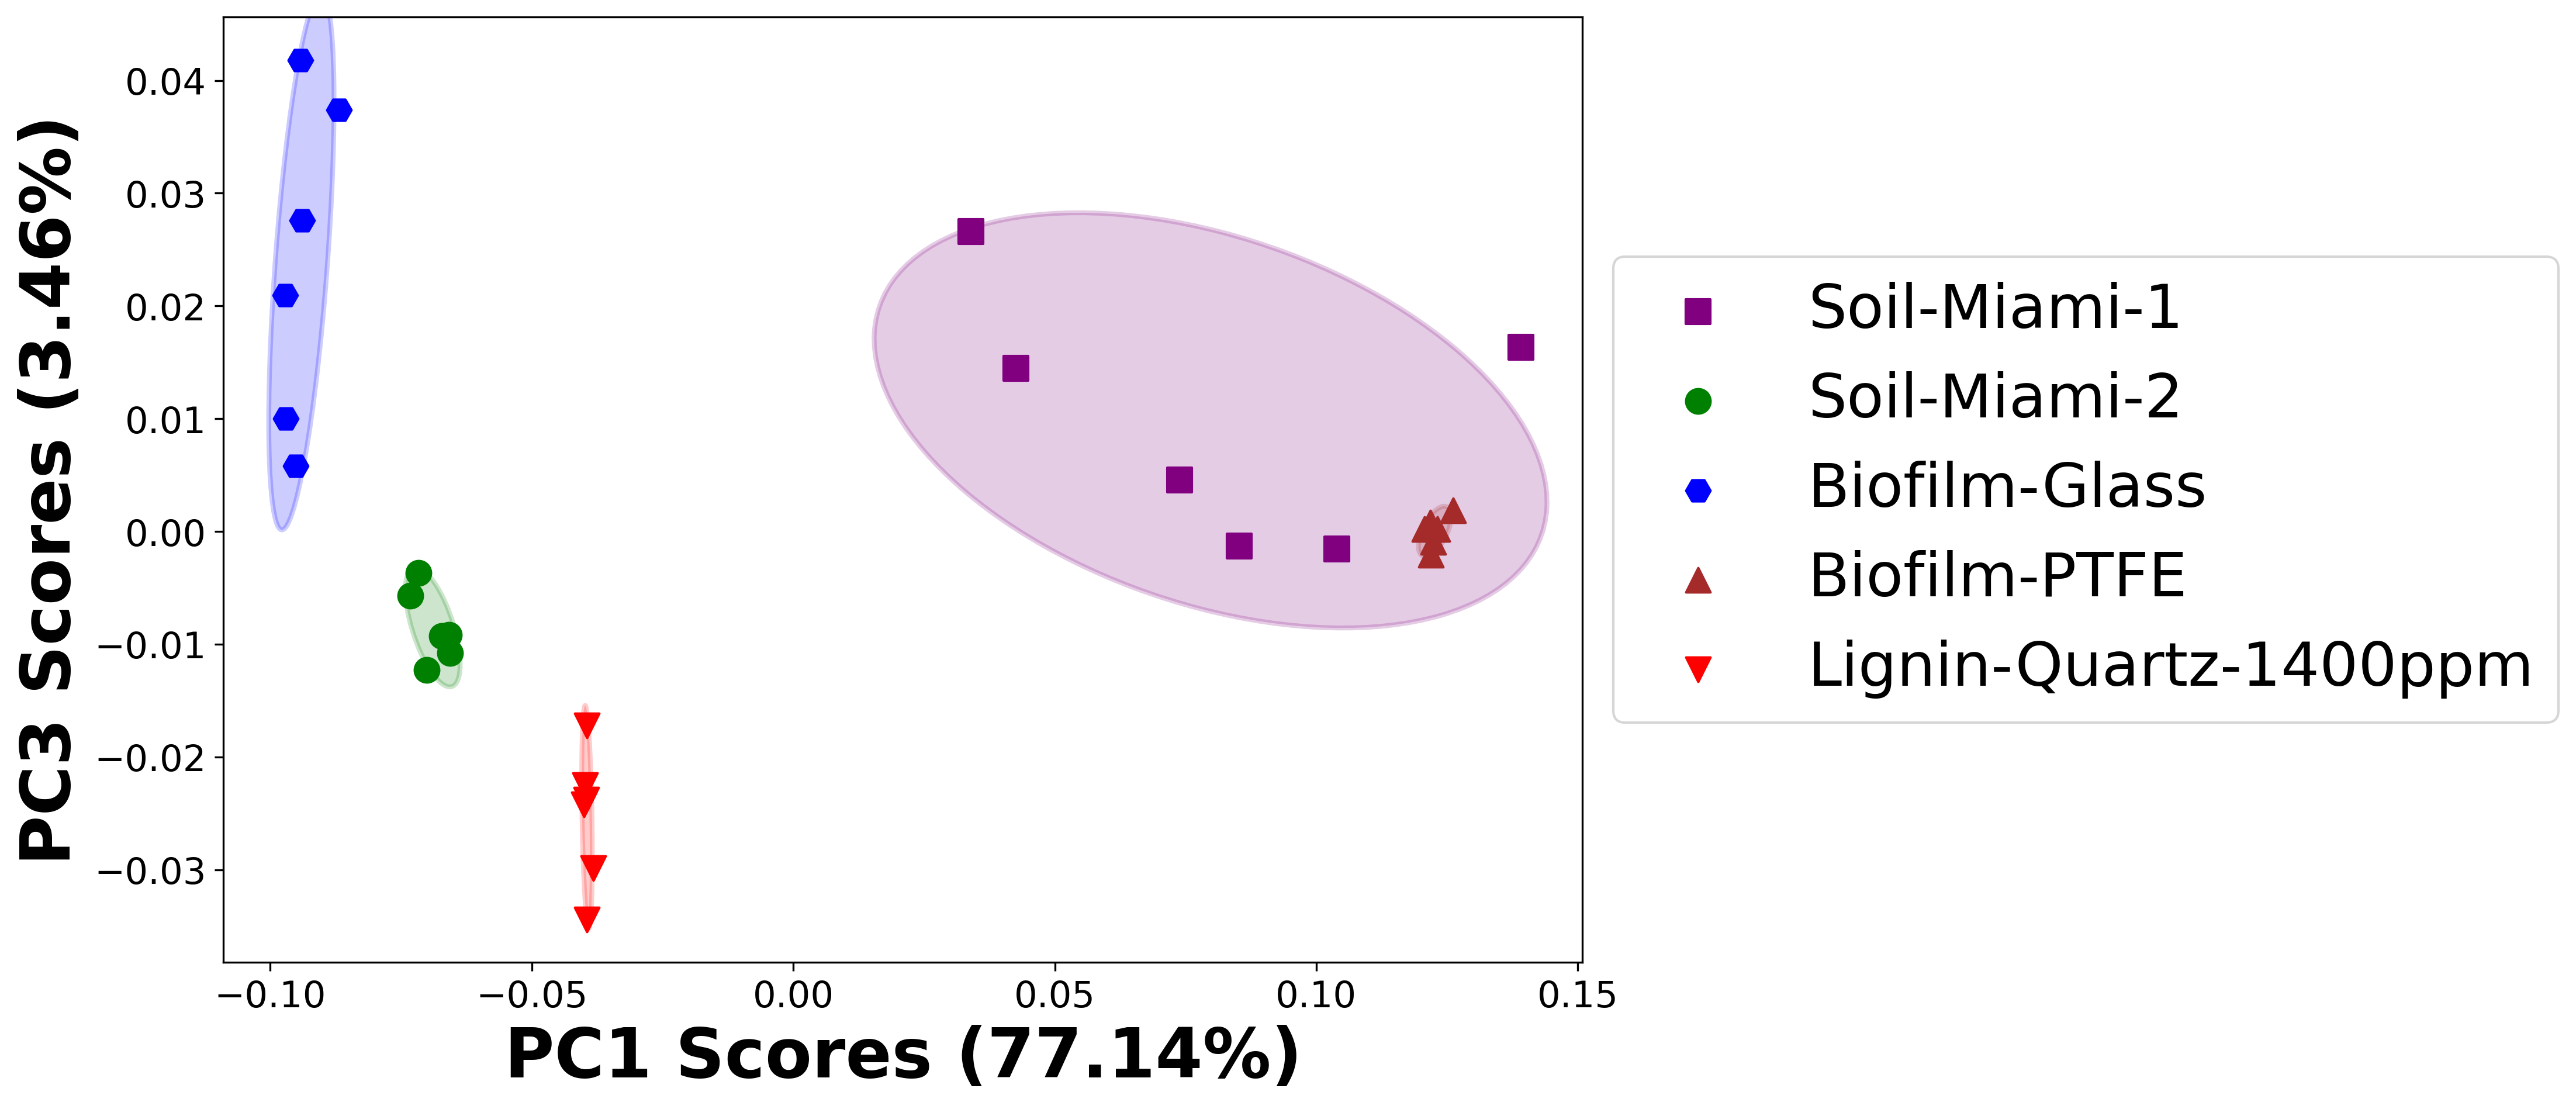 PC3 Scores (3.46%)
0.04
0.03
0.02
0.01
0.00
−0.01
−0.02
−0.03
−0.10
−0.05
0.00
0.05
0.10
0.15
PC1 Scores (77.14%)
Soil-Miami-1
Soil-Miami-2
Biofilm-Glass
Biofilm-PTFE
Lignin-Quartz-1400ppm